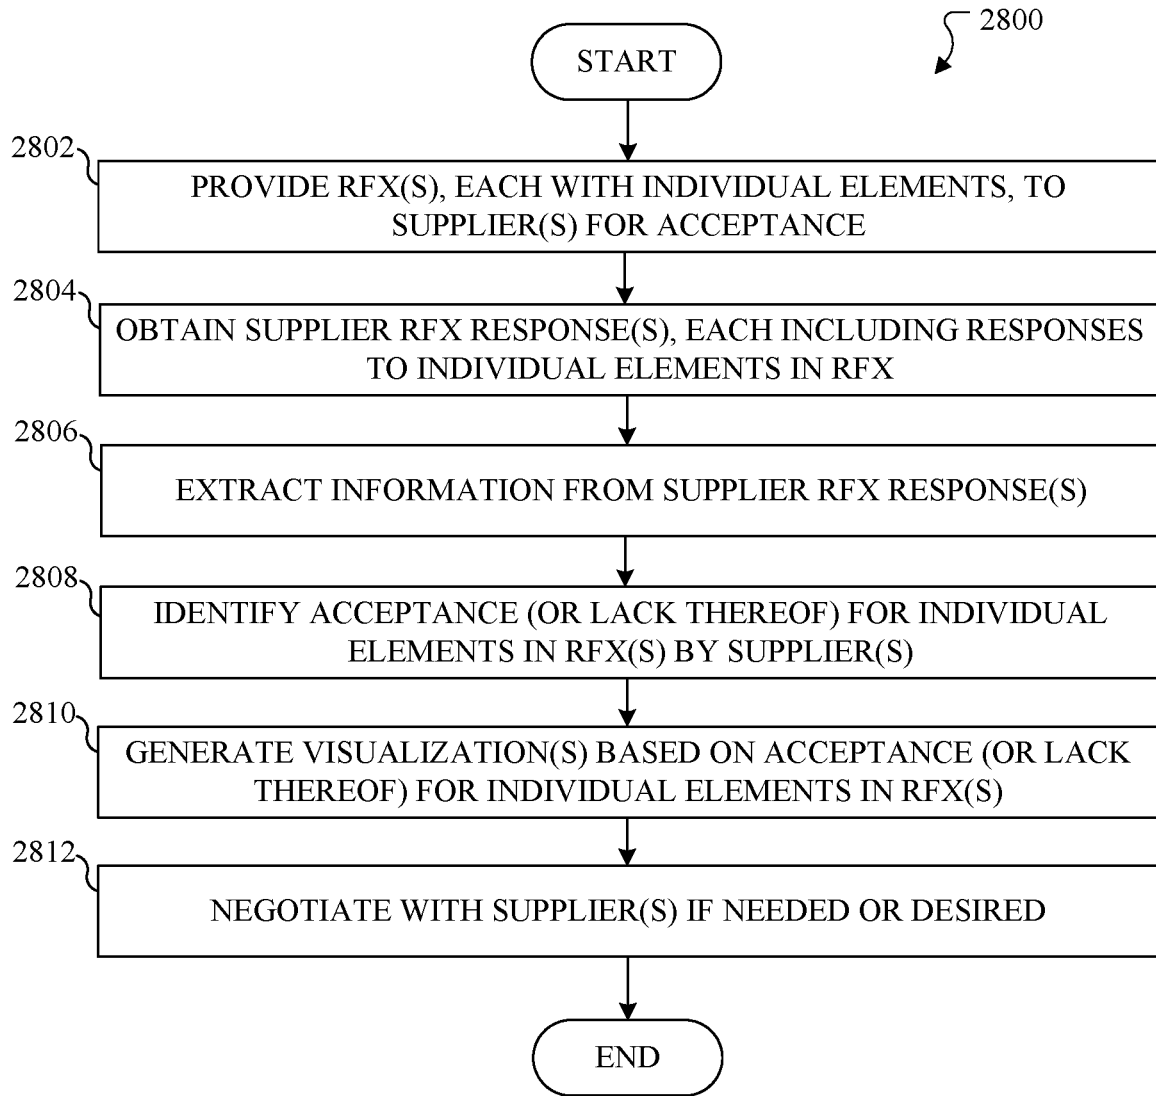 2800
START
2802
PROVIDE RFX(S), EACH WITH INDIVIDUAL ELEMENTS, TO
SUPPLIER(S) FOR ACCEPTANCE
2804
OBTAIN SUPPLIER RFX RESPONSE(S), EACH INCLUDING RESPONSES
TO INDIVIDUAL ELEMENTS IN RFX
2806
EXTRACT INFORMATION FROM SUPPLIER RFX RESPONSE(S)
2808
IDENTIFY ACCEPTANCE (OR LACK THEREOF) FOR INDIVIDUAL
ELEMENTS IN RFX(S) BY SUPPLIER(S)
2810
GENERATE VISUALIZATION(S) BASED ON ACCEPTANCE (OR LACK
THEREOF) FOR INDIVIDUAL ELEMENTS IN RFX(S)
2812
NEGOTIATE WITH SUPPLIER(S) IF NEEDED OR DESIRED
END